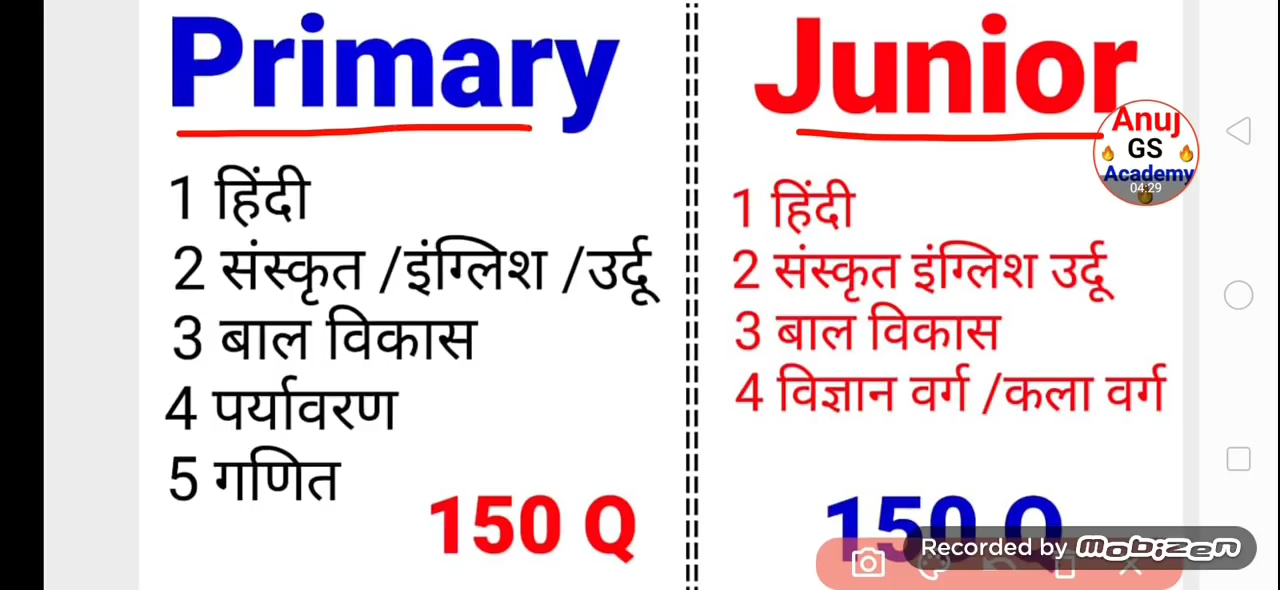 Primary
1 हिंदी
2 संस्कृत /इंग्लिश /उर्दू
3 बाल विकास
4 पर्यावरण
5 गणित
150 Q
Junior
1 हिंदी
2 संस्कृत इंग्लिश उर्दू
3 बाल विकास
4 विज्ञान वर्ग /कला वर्ग
150 Q
Anuj
GS
Academy
04:29
Recorded by Mobizen